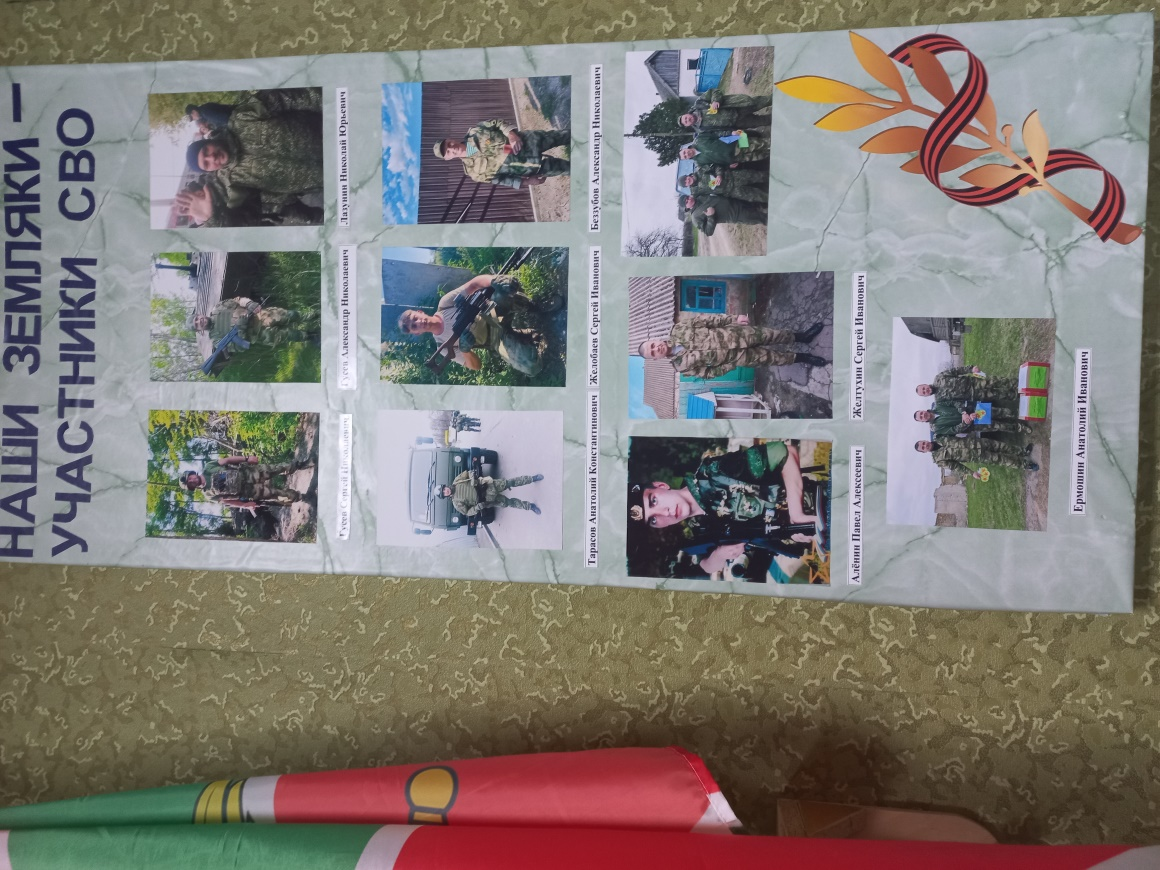 НАШИ ЗЕМЛЯКИ —
УЧАСТНИКИ СВО
Гусев Сергей Николаевич
Гусев Александр Николаевич
Лазунин Николай Юрьевич
Тарасов Анатолий Константинович
Желобаев Сергей Иванович
Беззубов Александр Николаевич
Алёнин Павел Алексеевич
Желтухин Сергей Иванович
Ермошин Анатолий Иванович